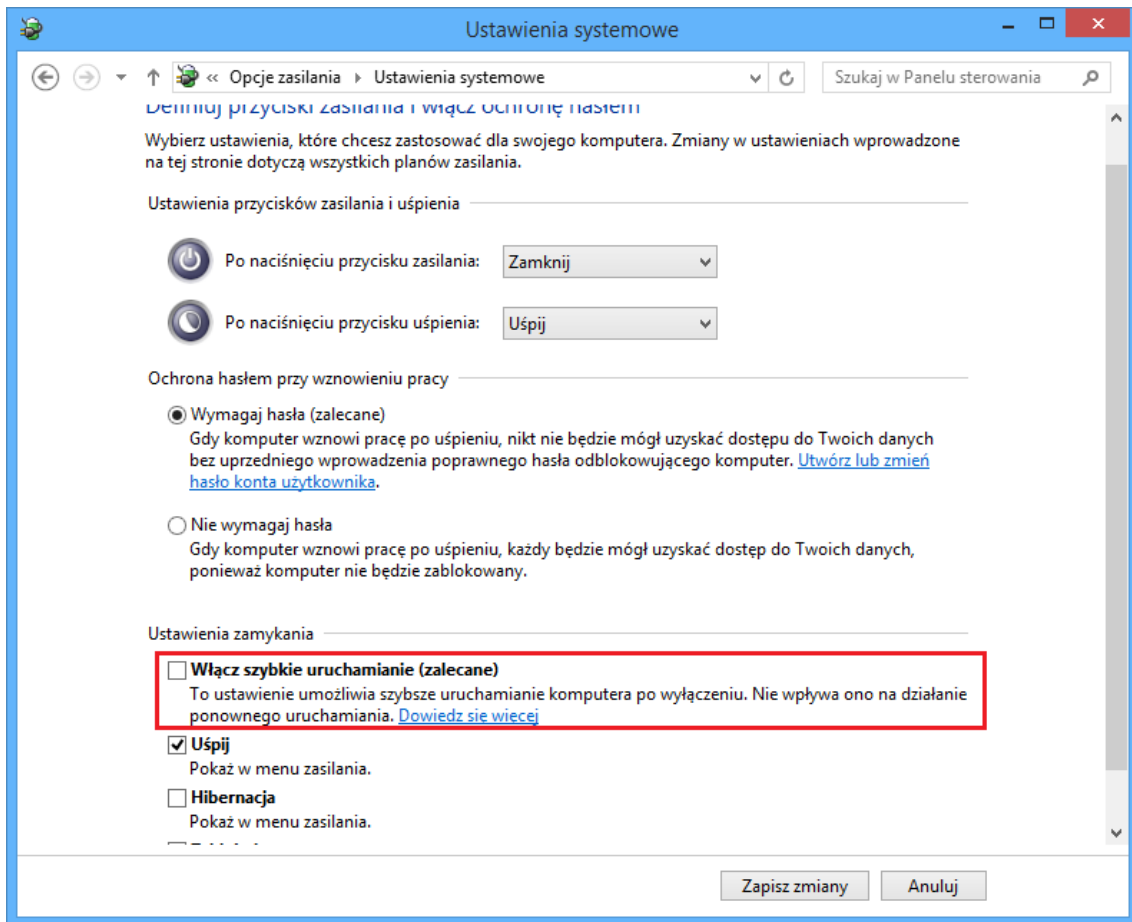 Ustawienia systemowe
« Opcje zasilania Ustawienia systemowe
Szukaj w Panelu sterowania
Definiuj przyciski zasilania i włącz ochronę hasłem
Wybierz ustawienia, które chcesz zastosować dla swojego komputera. Zmiany w ustawieniach wprowadzone
na tej stronie dotyczą wszystkich planów zasilania.
Ustawienia przycisków zasilania i uśpienia
Po naciśnięciu przycisku zasilania: Zamknij
Po naciśnięciu przycisku uśpienia: Uśpij
Ochrona hasłem przy wznowieniu pracy
Wymagaj hasła (zalecane)
Gdy komputer wznowi pracę po uśpieniu, nikt nie będzie mógł uzyskać dostępu do Twoich danych
bez uprzedniego wprowadzenia poprawnego hasła odblokowującego komputer. Utwórz lub zmień
hasło konta użytkownika.
Nie wymagaj hasła
Gdy komputer wznowi pracę po uśpieniu, każdy będzie mógł uzyskać dostęp do Twoich danych,
ponieważ komputer nie będzie zablokowany.
Ustawienia zamykania
Włącz szybkie uruchamianie (zalecane)
To ustawienie umożliwia szybsze uruchamianie komputera po wyłączeniu. Nie wpływa ono na działanie
ponownego uruchamiania. Dowiedz się więcej
Uśpij
Pokaż w menu zasilania.
Hibernacja
Pokaż w menu zasilania.
Zapisz zmiany
Anuluj